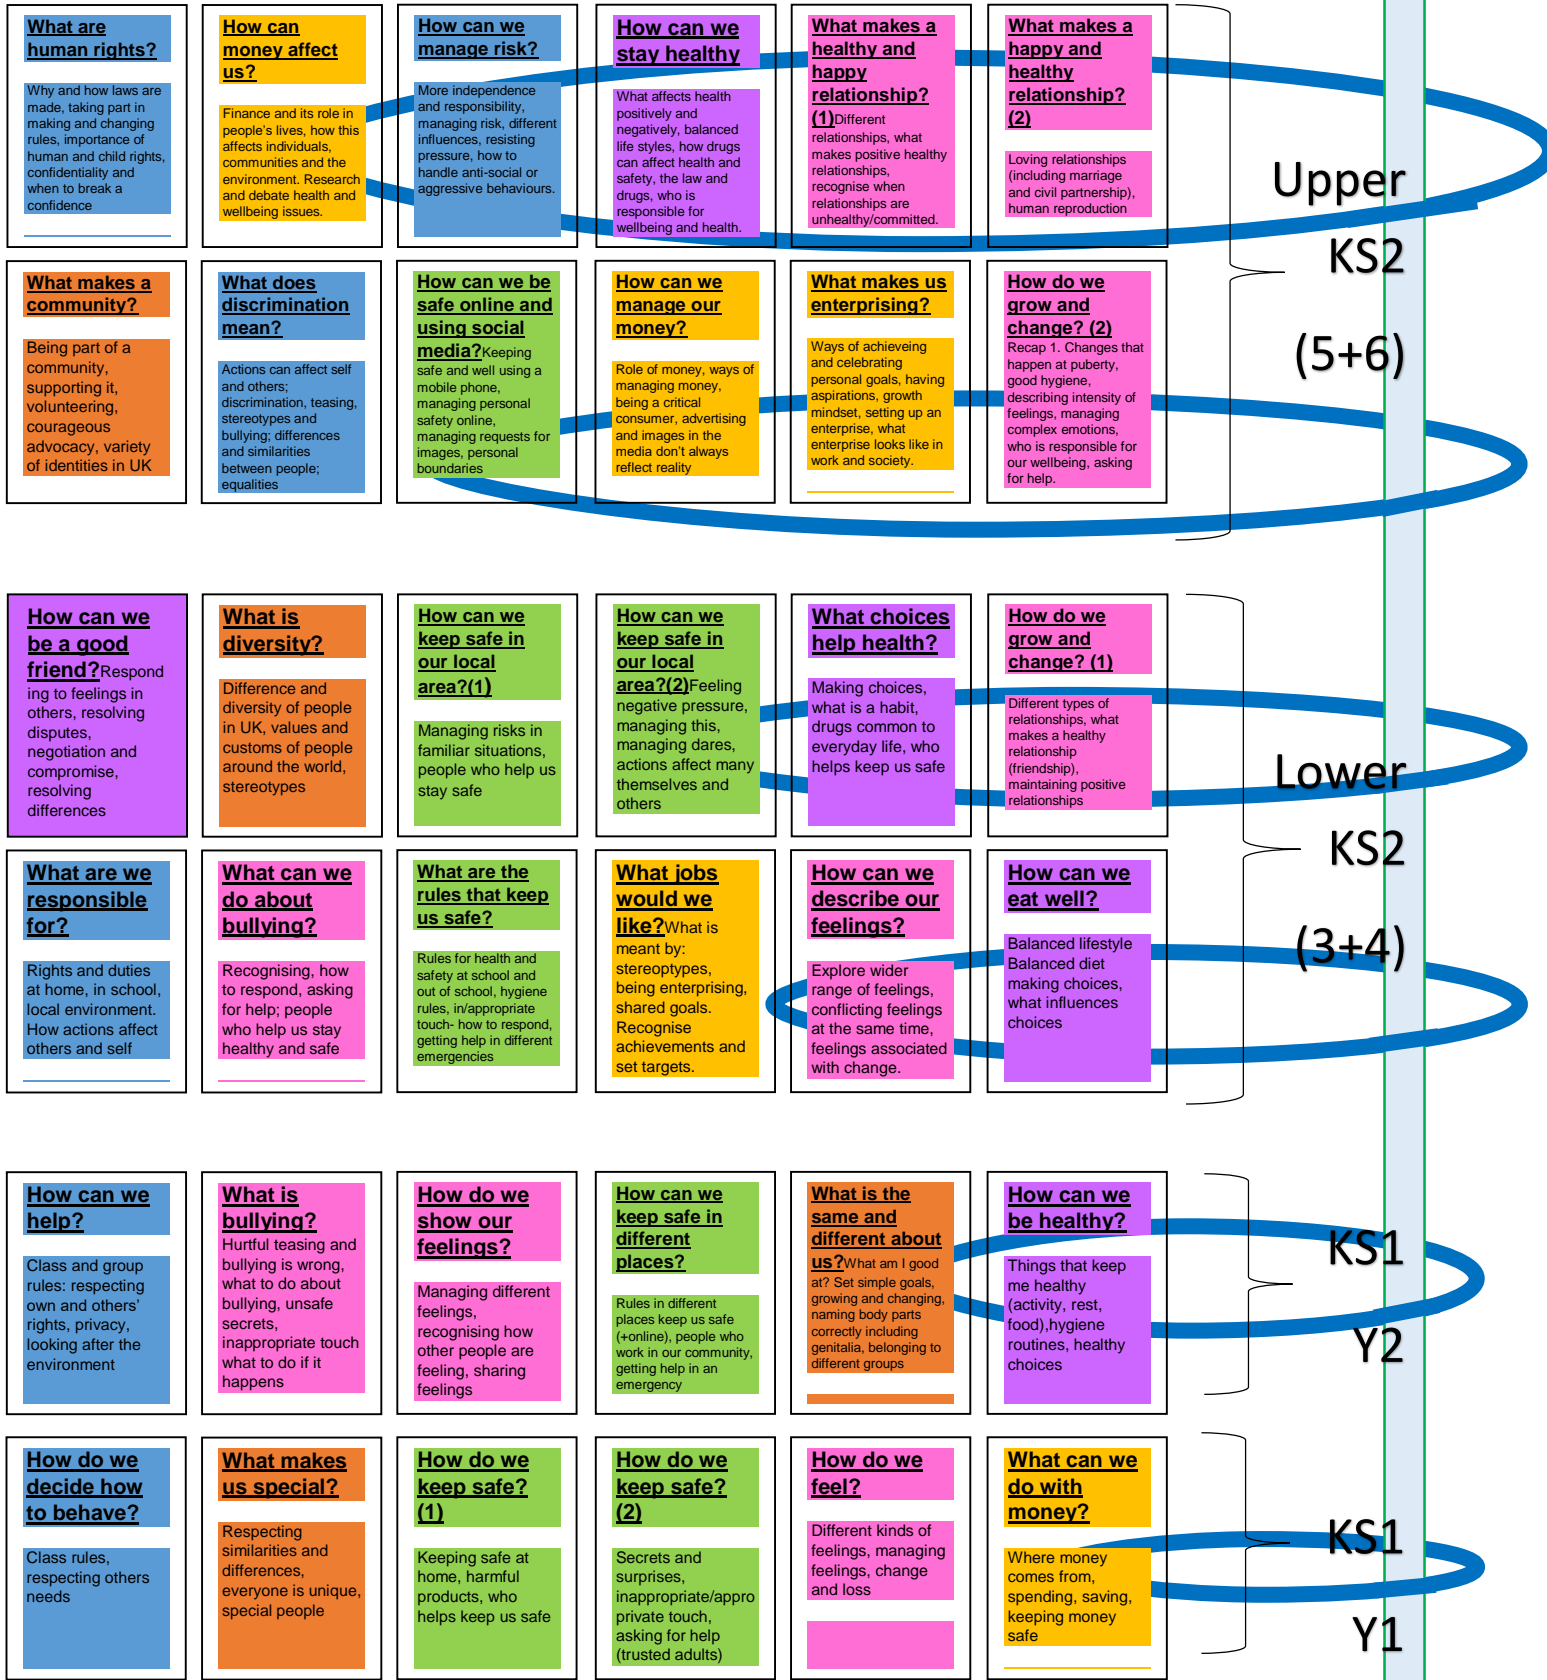 What are
human rights?
Why and how laws are
made, taking part in
making and changing
rules, importance of
human and child rights,
confidentiality and
when to break a
confidence
How can
money affect
us?
Finance and its role in
people's lives, how this
affects individuals,
communities and the
environment. Research
and debate health and
wellbeing issues.
How can we
manage risk?
More independence
and responsibility,
managing risk, different
influences, resisting
pressure, how to
handle anti-social or
aggressive behaviours.
How can we
stay healthy
What affects health
positively and
negatively, balanced
life styles, how drugs
can affect health and
safety, the law and
drugs, who is
responsible for
wellbeing and health.
What makes a
healthy and
happy
relationship?
(1)Different
relationships, what
makes positive healthy
relationships,
recognise when
relationships are
unhealthy/committed.
What makes a
happy and
healthy
relationship?
(2)
Loving relationships
(including marriage
and civil partnership),
human reproduction
Upper
KS2
(5+6)
What makes a
community?
Being part of a
community,
supporting it,
volunteering,
courageous
advocacy, variety
of identities in UK
What does
discrimination
mean?
Actions can affect self
and others;
discrimination, teasing,
stereotypes and
bullying; differences
and similarities
between people;
equalities
How can we be
safe online and
using social
media?Keeping
safe and well using a
mobile phone,
managing personal
safety online,
managing requests for
images, personal
boundaries
How can we
manage our
money?
Role of money, ways of
managing money,
being a critical
consumer, advertising
and images in the
media don't always
reflect reality
What makes us
enterprising?
Ways of achieveing
and celebrating
personal goals, having
aspirations, growth
mindset, setting up an
enterprise, what
enterprise looks like in
work and society.
How do we
grow and
change? (2)
Recap 1. Changes that
happen at puberty,
good hygiene,
describing intensity of
feelings, managing
complex emotions,
who is responsible for
our wellbeing, asking
for help.
How can we
be a good
friend?Respond
ing to feelings in
others, resolving
disputes,
negotiation and
compromise,
resolving
differences
What is
diversity?
Difference and
diversity of people
in UK, values and
customs of people
around the world,
stereotypes
How can we
keep safe in
our local
area?(1)
Managing risks in
familiar situations,
people who help us
stay safe
How can we
keep safe in
our local
area?(2)Feeling
negative pressure,
managing this,
managing dares,
actions affect many
themselves and
others
What choices
help health?
Making choices,
what is a habit,
drugs common to
everyday life, who
helps keep us safe
How do we
grow and
change? (1)
Different types of
relationships, what
makes a healthy
relationship
(friendship),
maintaining positive
relationships
Lower
KS2
(3+4)
What are we
responsible
for?
Rights and duties
at home, in school,
local environment.
How actions affect
others and self
What can we
do about
bullying?
Recognising, how
to respond, asking
for help; people
who help us stay
healthy and safe
What are the
rules that keep
us safe?
Rules for health and
safety at school and
out of school, hygiene
rules, in/appropriate
touch- how to respond,
getting help in different
emergencies
What jobs
would we
like?What is
meant by:
stereoptypes,
being enterprising,
shared goals.
Recognise
achievements and
set targets.
How can we
describe our
feelings?
Explore wider
range of feelings,
conflicting feelings
at the same time,
feelings associated
with change.
How can we
eat well?
Balanced lifestyle
Balanced diet
making choices,
what influences
choices
How can we
help?
Class and group
rules: respecting
own and others'
rights, privacy,
looking after the
environment
What is
bullying?
Hurtful teasing and
bullying is wrong,
what to do about
bullying, unsafe
secrets,
inappropriate touch
what to do if it
happens
How do we
show our
feelings?
Managing different
feelings,
recognising how
other people are
feeling, sharing
feelings
How can we
keep safe in
different
places?
Rules in different
places keep us safe
(+online), people who
work in our community,
getting help in an
emergency
What is the
same and
different about
us?What am I good
at? Set simple goals,
growing and changing,
naming body parts
correctly including
genitalia, belonging to
different groups
How can we
be healthy?
Things that keep
me healthy
(activity, rest,
food),hygiene
routines, healthy
choices
KS1
Y2
How do we
decide how
to behave?
Class rules,
respecting others
needs
What makes
us special?
Respecting
similarities and
differences,
everyone is unique,
special people
How do we
keep safe?
(1)
Keeping safe at
home, harmful
products, who
helps keep us safe
How do we
keep safe?
(2)
Secrets and
surprises,
inappropriate/appro
private touch,
asking for help
(trusted adults)
How do we
feel?
Different kinds of
feelings, managing
feelings, change
and loss
What can we
do with
money?
Where money
comes from,
spending, saving,
keeping money
safe
KS1
Y1